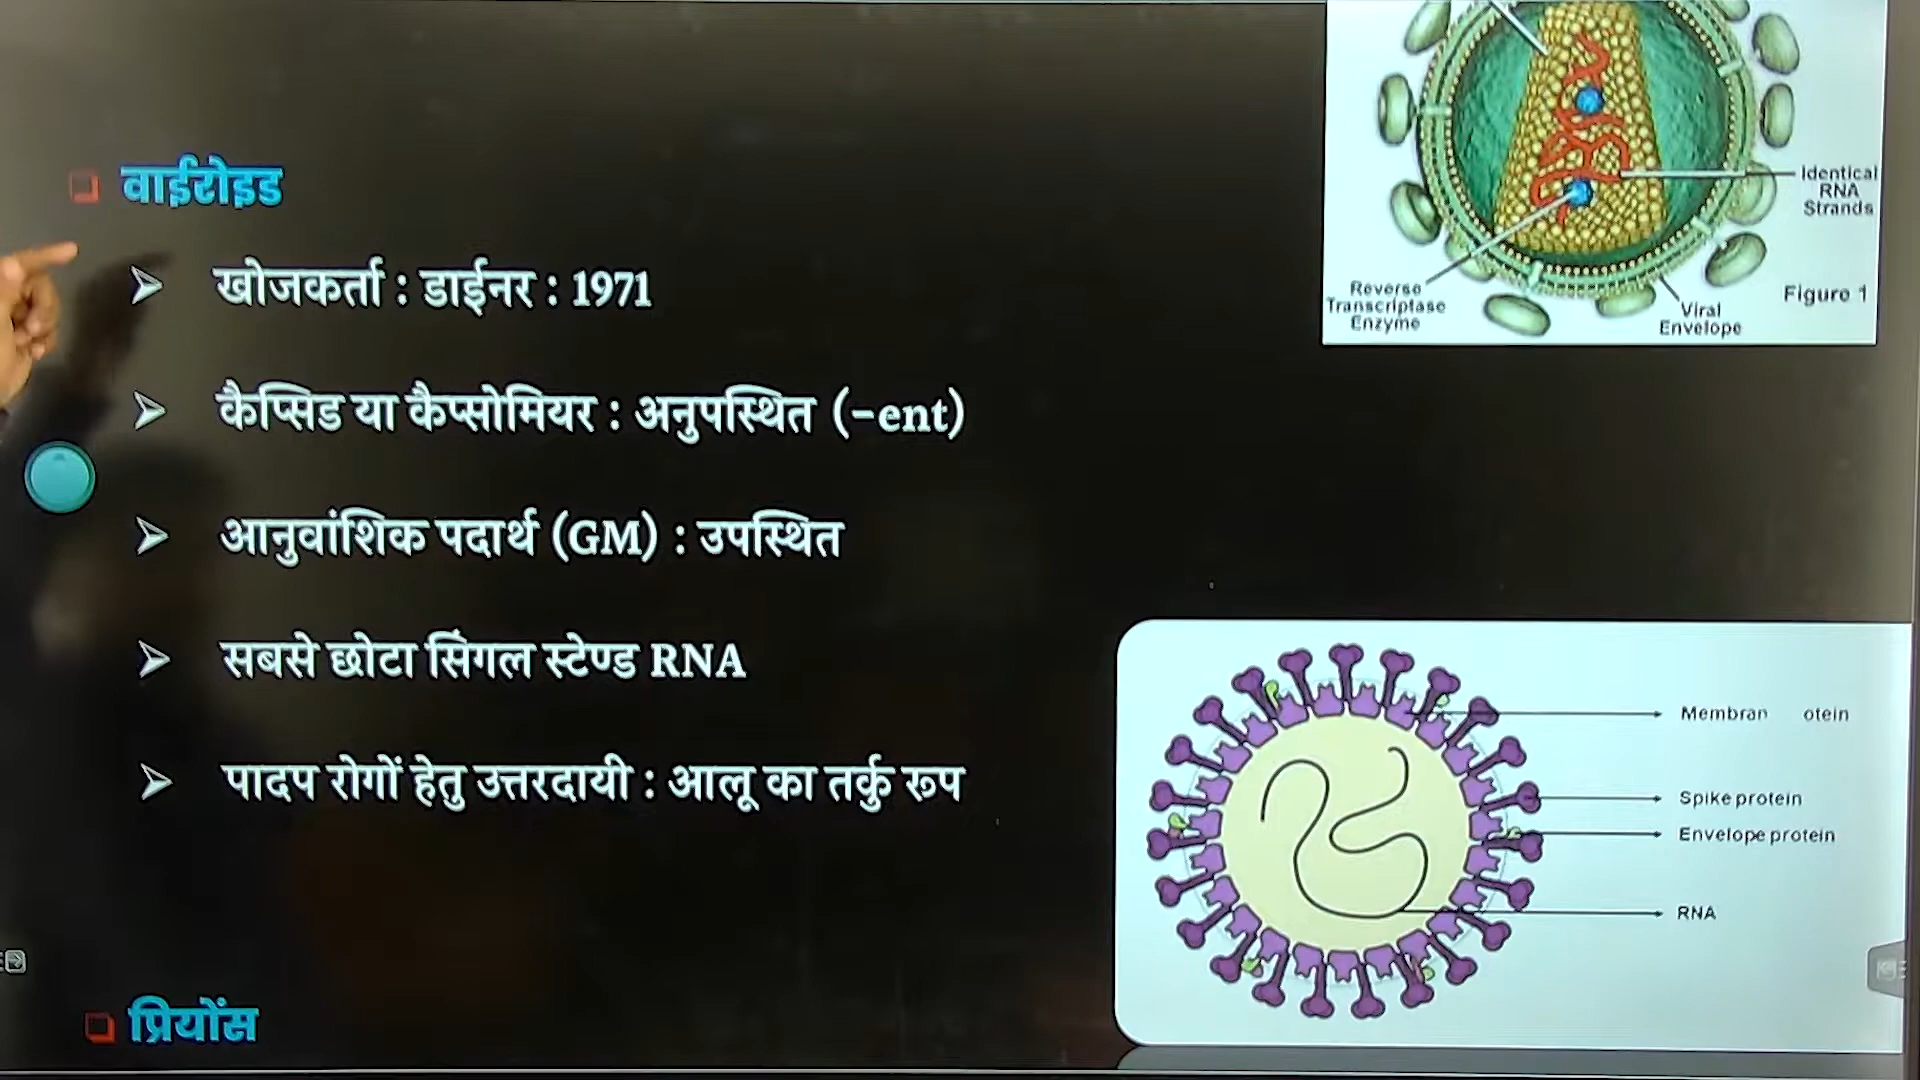 वाईरोइड
खोजकर्ता : डाईनर : 1971
कैप्सिड या कैप्सोमियर : अनुपस्थित (-ent)
आनुवांशिक पदार्थ (GM) : उपस्थित
सबसे छोटा सिंगल स्टेण्ड RNA
पादप रोगों हेतु उत्तरदायी : आलू का तर्कु रूप
प्रियोंस
Identical
RNA
Strands
Reverse
Transcriptase
Enzyme
Viral
Envelope
Figure 1
Membran otein
Spike protein
Envelope protein
RNA